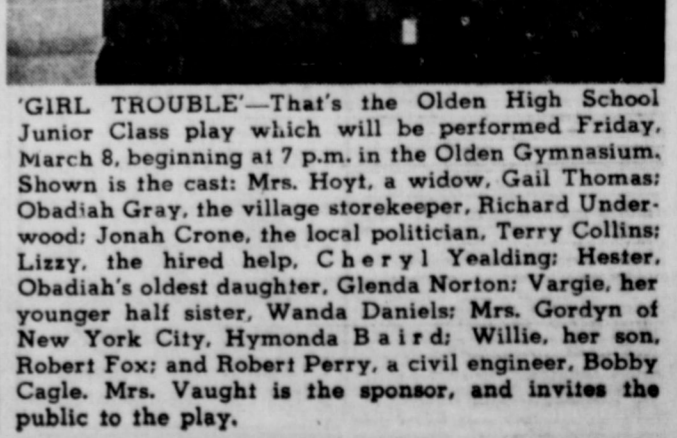 'GIRL TROUBLE'—That's the Olden High School
Junior Class play which will be performed Friday,
March 8, beginning at 7 p.m. in the Olden Gymnasium.
Shown is the cast: Mrs. Hoyt, a widow, Gail Thomas;
Obadiah Gray, the village storekeeper, Richard Under-
wood; Jonah Crone, the local politician, Terry Collins;
Lizzy, the hired help, Cheryl Yealding; Hester,
Obadiah's oldest daughter, Glenda Norton; Vargie, her
younger half sister, Wanda Daniels; Mrs. Gordyn of
New York City, Hymonda Baird; Willie, her son,
Robert Fox; and Robert Perry, a civil engineer, Bobby
Cagle. Mrs. Vaught is the sponsor, and invites the
public to the play.